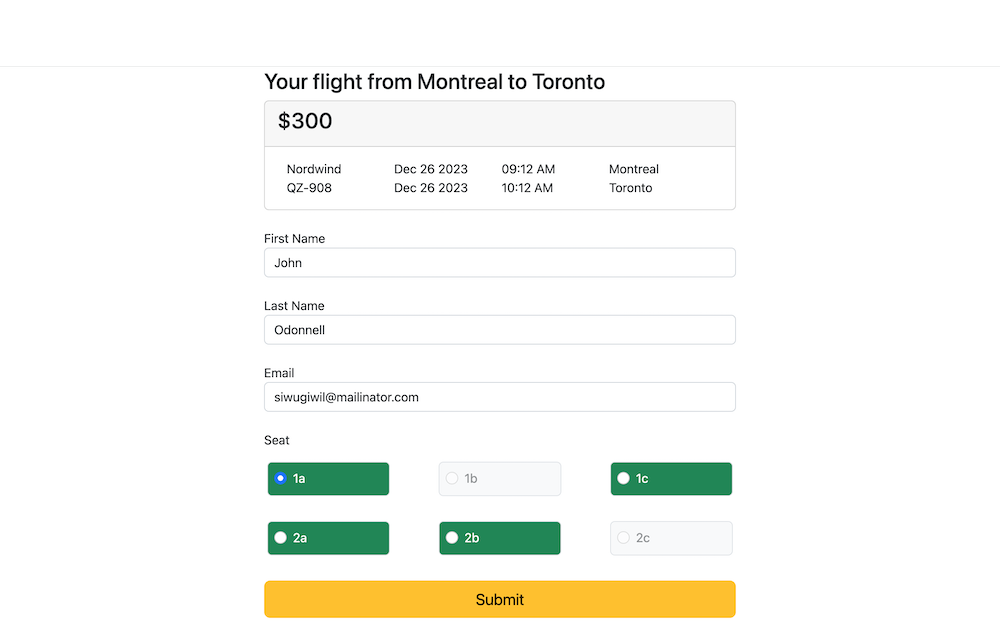 Your flight from Montreal to Toronto
$300
Nordwind Dec 26 2023 09:12 AM Montreal
QZ-908 Dec 26 2023 10:12 AM Toronto
First Name
John
Last Name
Odonnell
Email
siwugiwil@mailinator.com
Seat
1a 1b 1c
2a 2b 2c
Submit